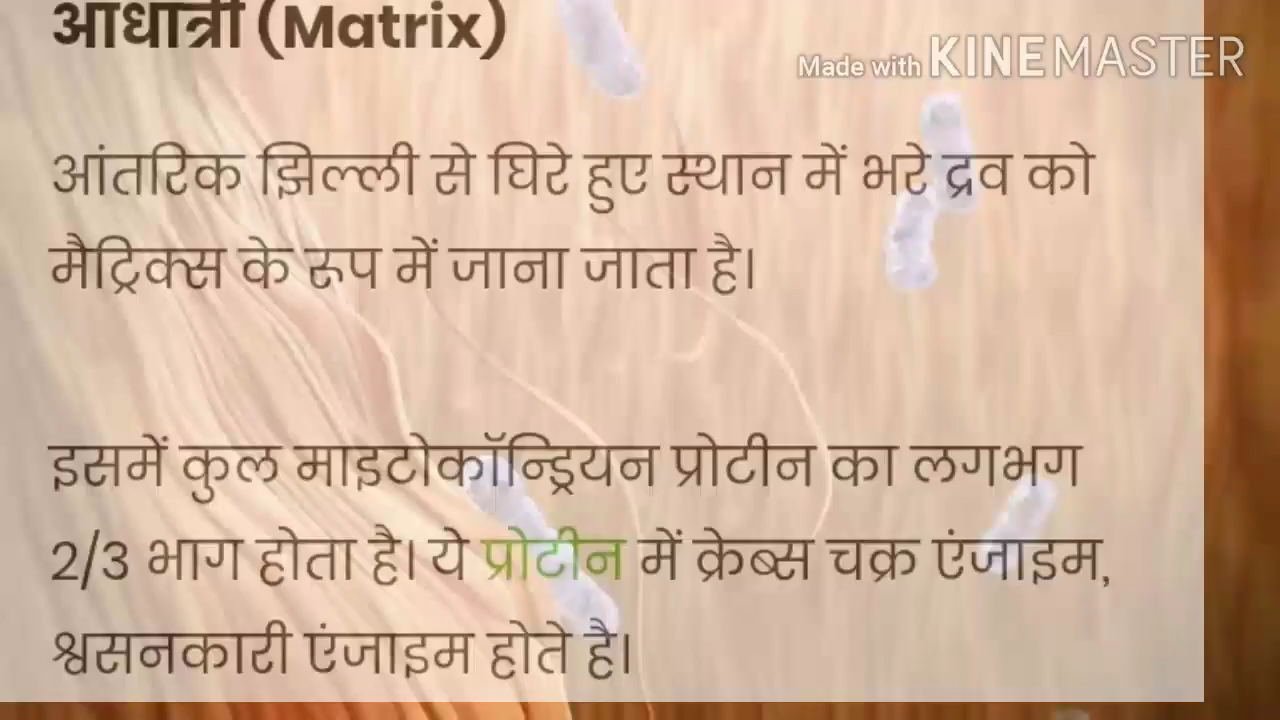 आधात्री (Matrix)
Made with KINEMASTER
आंतरिक झिल्ली से घिरे हुए स्थान में भरे द्रव को
मैट्रिक्स के रूप में जाना जाता है।
इसमें कुल माइटोकॉन्ड्रियन प्रोटीन का लगभग
2/3 भाग होता है। ये प्रोटीन में क्रेब्स चक्र एंजाइम,
श्वसनकारी एंजाइम होते है।